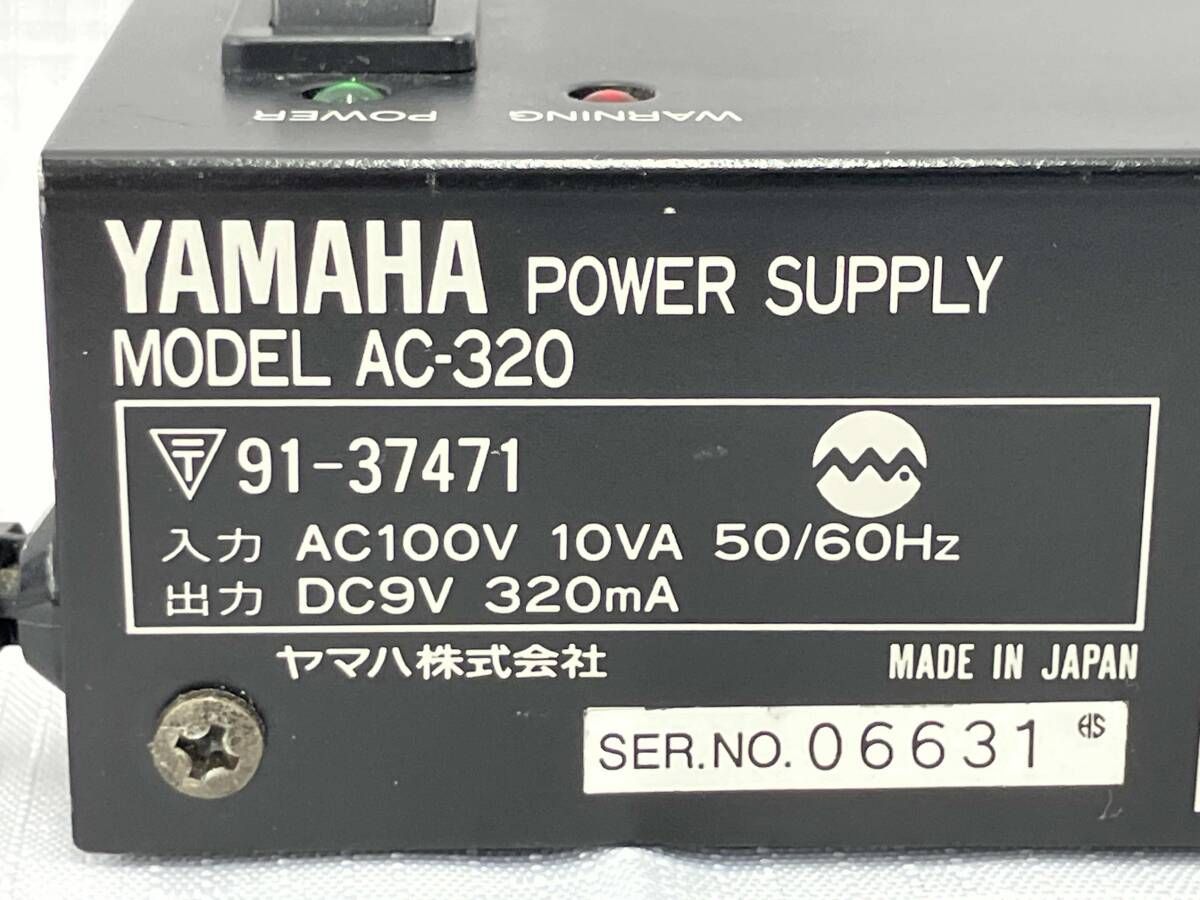 POWER WARNING
YAMAHA POWER SUPPLY
MODEL AC-320
〒 91-37471
入力 AC100V 10VA 50/60Hz
出力 DC9V 320mA
ヤマハ株式会社 MADE IN JAPAN
SER.NO. 06631